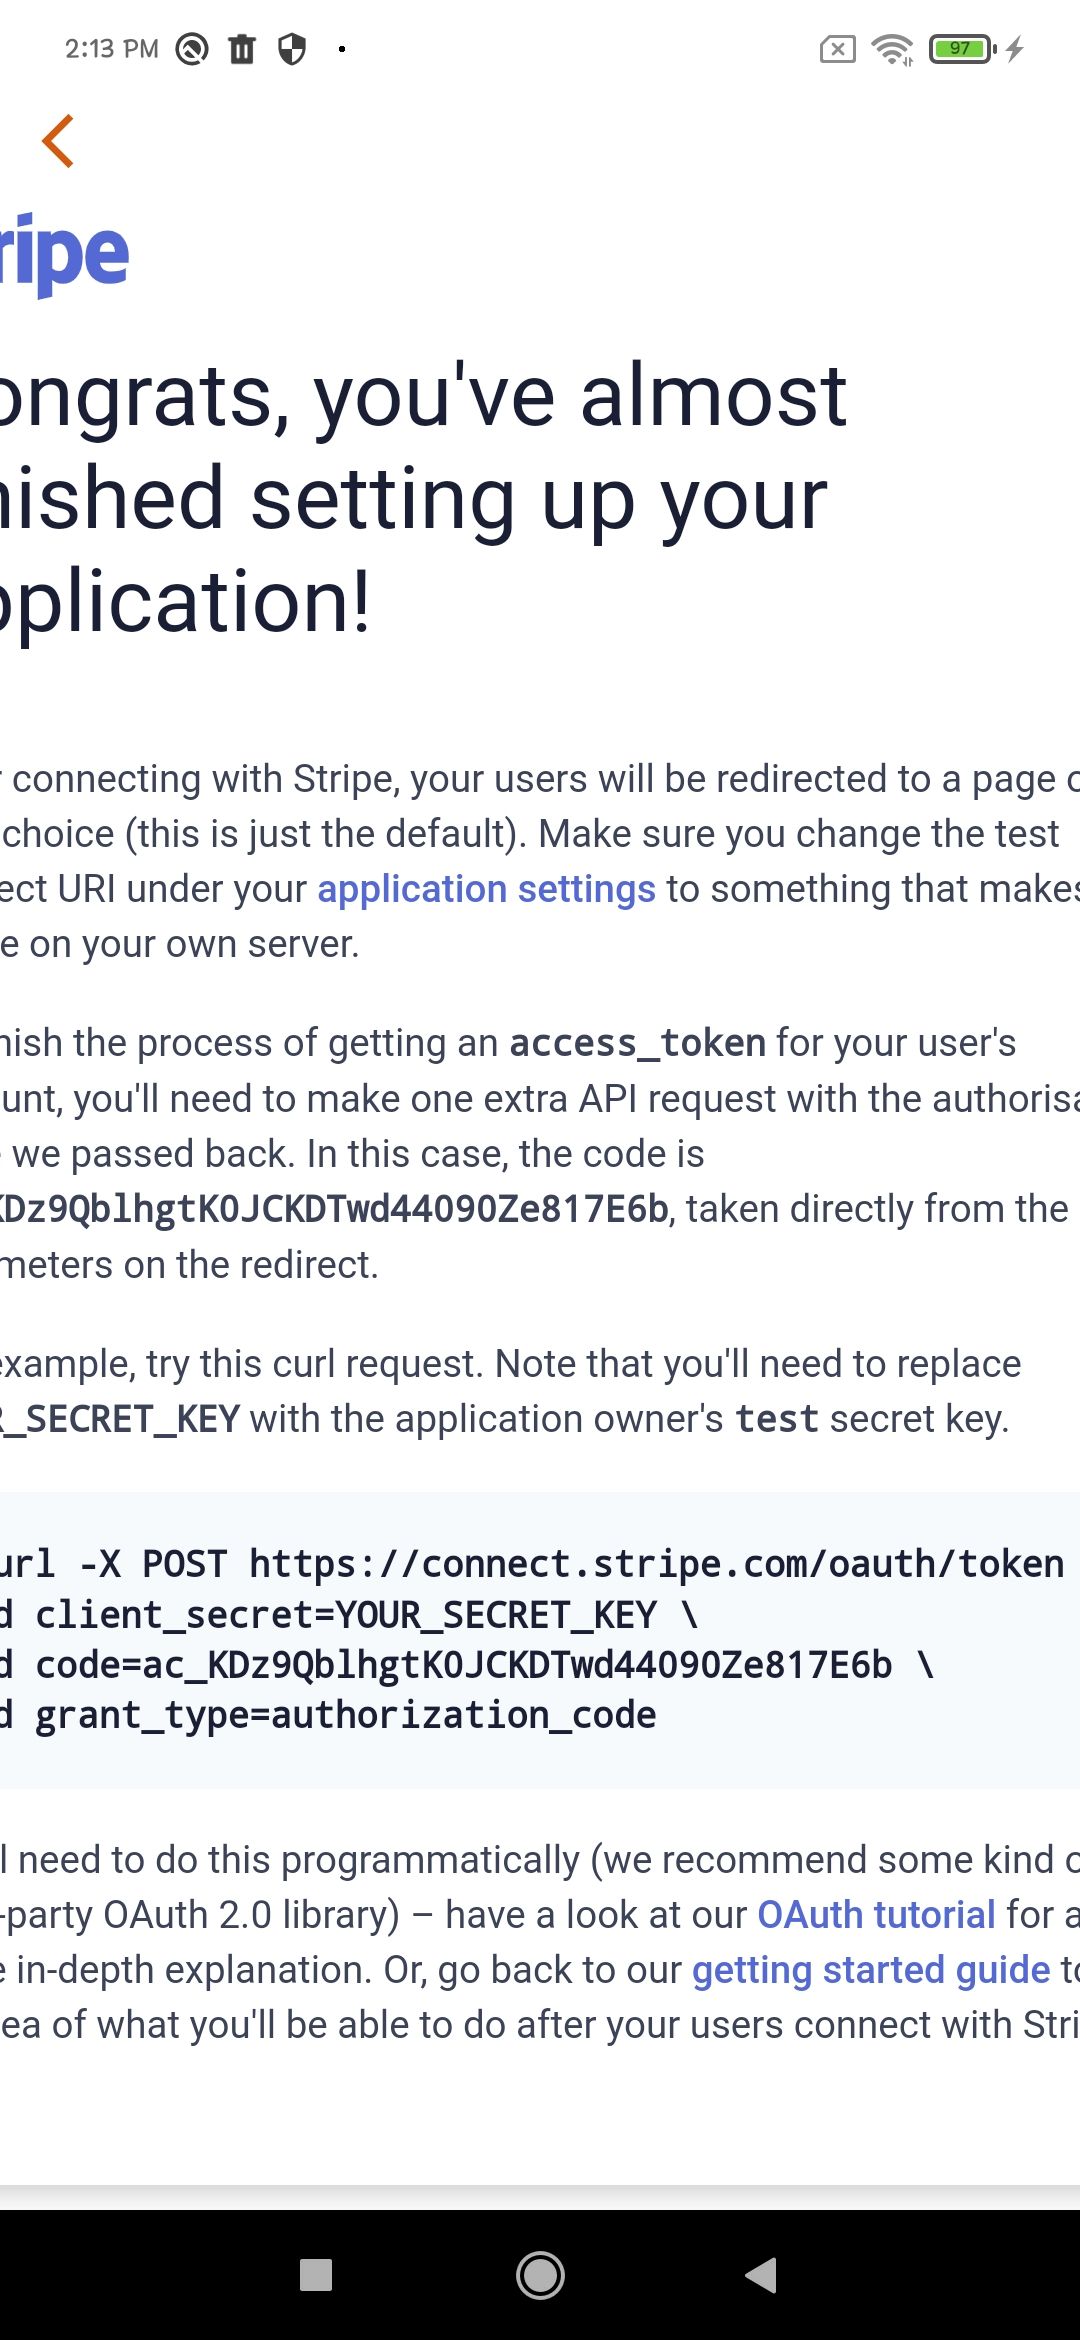 2:13 PM
97
ripe
ongrats, you've almost
nished setting up your
pplication!
r connecting with Stripe, your users will be redirected to a page o
choice (this is just the default). Make sure you change the test
ect URI under your application settings to something that makes
e on your own server.
nish the process of getting an access_token for your user's
unt, you'll need to make one extra API request with the authorisa
e we passed back. In this case, the code is
KDz9QblhgtK0JCKDTwd44090Ze817E6b, taken directly from the
meters on the redirect.
example, try this curl request. Note that you'll need to replace
R_SECRET_KEY with the application owner's test secret key.
url -X POST https://connect.stripe.com/oauth/token
d client_secret=YOUR_SECRET_KEY \
d code=ac_KDz9QblhgtK0JCKDTwd44090Ze817E6b \
d grant_type=authorization_code
l need to do this programmatically (we recommend some kind o
-party OAuth 2.0 library) – have a look at our OAuth tutorial for a
e in-depth explanation. Or, go back to our getting started guide to
ea of what you'll be able to do after your users connect with Stri